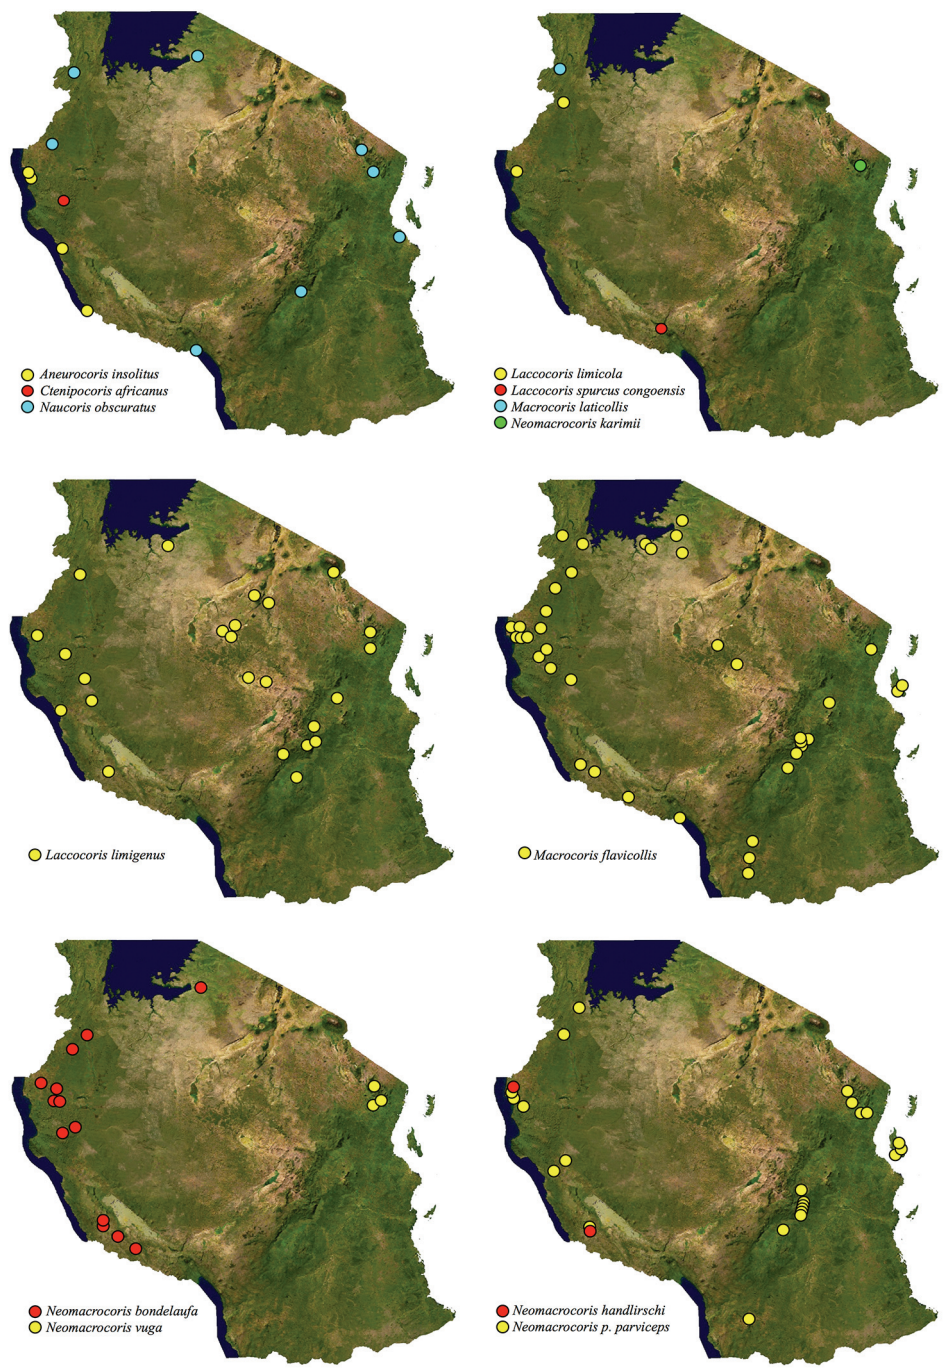 Aneurocoris insolitus
Ctenipocoris africanus
Naucoris obscuratus
Laccocoris limicola
Laccocoris spurcus congoensis
Macrocoris laticollis
Neomacrocoris karimii
Laccocoris limigenus
Macrocoris flavicollis
Neomacrocoris bondelaufa
Neomacrocoris vuga
Neomacrocoris handlirschi
Neomacrocoris p. parviceps